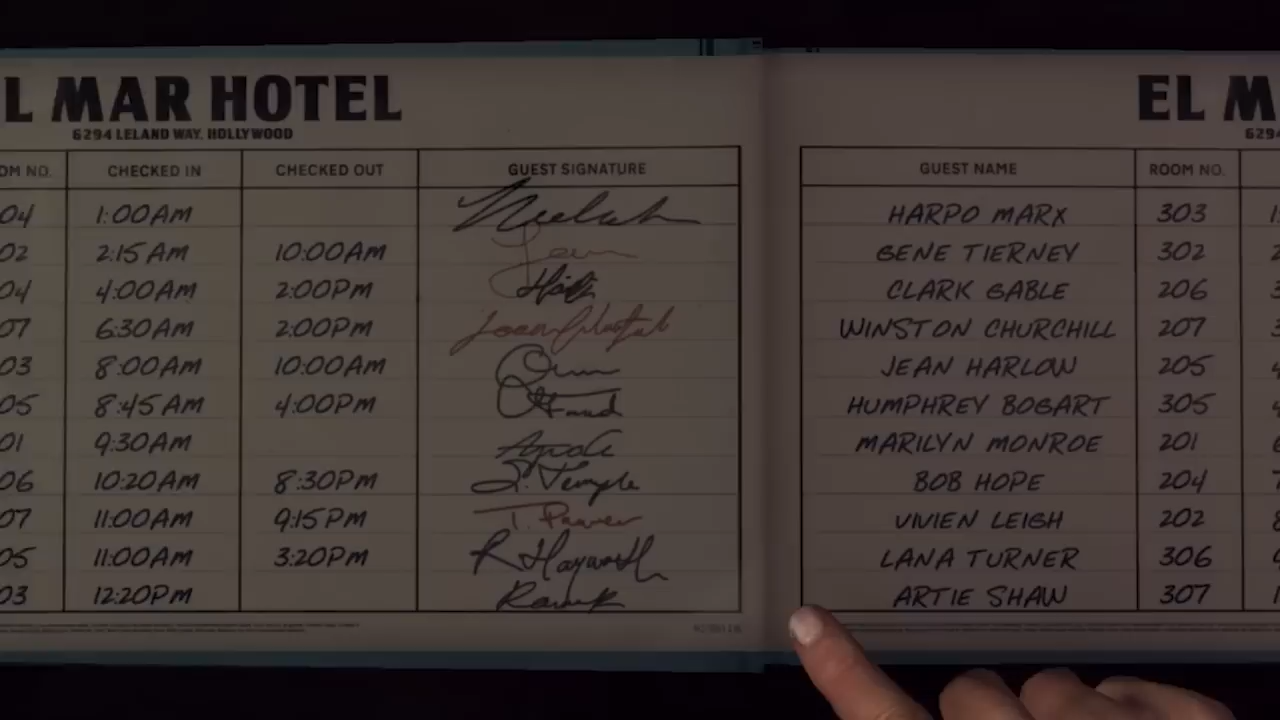 L MAR HOTEL
6294 LELAND WAY, HOLLYWOOD
OM NO. CHECKED IN CHECKED OUT GUEST SIGNATURE
04 1:00AM
02 2:15AM 10:00AM
04 4:00AM 2:00PM
07 6:30AM 2:00PM
03 8:00AM 10:00AM
05 8:45AM 4:00PM
01 9:30AM
06 10:20AM 8:30PM S. Temple
07 11:00AM 9:15PM T. Power
05 11:00AM 3:20PM R Hayworth
03 12:20PM
EL M
6294
GUEST NAME ROOM NO.
HARPO MARX 303
GENE TIERNEY 302
CLARK GABLE 206
WINSTON CHURCHILL 207
JEAN HARLOW 205
HUMPHREY BOGART 305
MARILYN MONROE 201
BOB HOPE 204
VIVIEN LEIGH 202
LANA TURNER 306
ARTIE SHAW 307